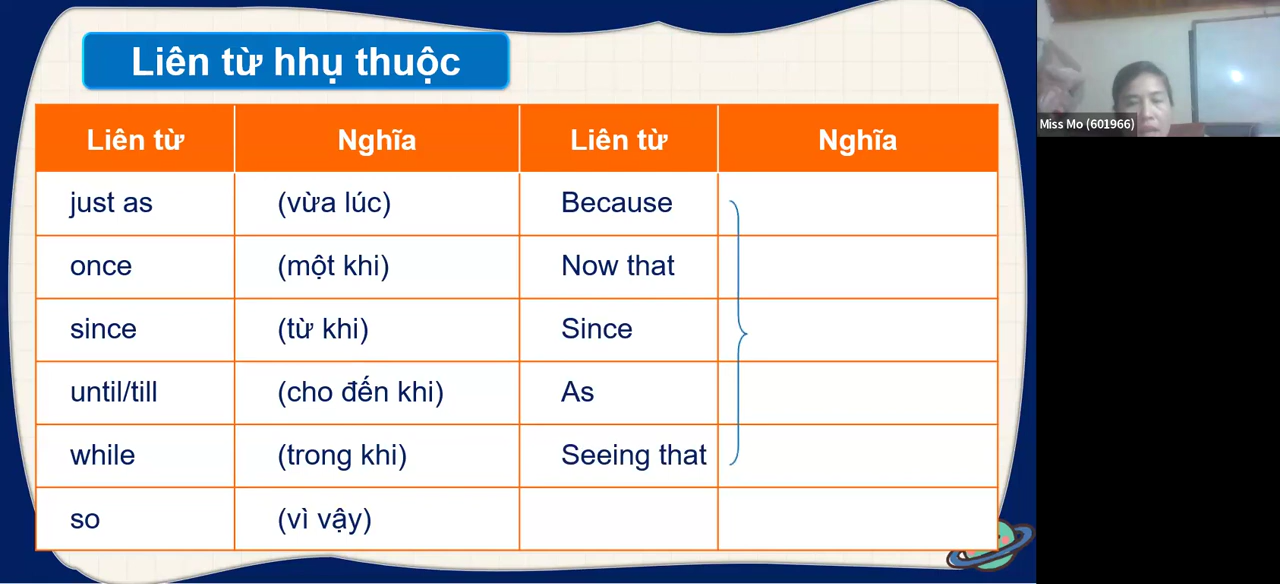 Liên từ hhụ thuộc
Liên từ Nghĩa Liên từ Nghĩa
just as (vừa lúc) Because
once (một khi) Now that
since (từ khi) Since
until/till (cho đến khi) As
while (trong khi) Seeing that
so (vì vậy)
Miss Mo (601966)